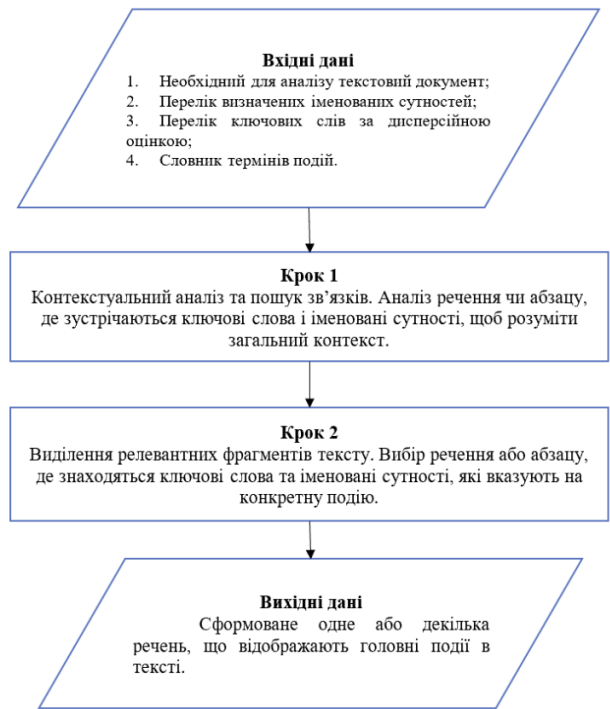 Вхідні дані
1. Необхідний для аналізу текстовий документ;
2. Перелік визначених іменованих сутностей;
3. Перелік ключових слів за дисперсійною
оцінкою;
4. Словник термінів подій.
Крок 1
Контекстуальний аналіз та пошук зв’язків. Аналіз речення чи абзацу,
де зустрічаються ключові слова і іменовані сутності, щоб розуміти
загальний контекст.
Крок 2
Виділення релевантних фрагментів тексту. Вибір речення або абзацу,
де знаходяться ключові слова та іменовані сутності, які вказують на
конкретну подію.
Вихідні дані
Сформоване одне або декілька
речень, що відображають головні події в
тексті.